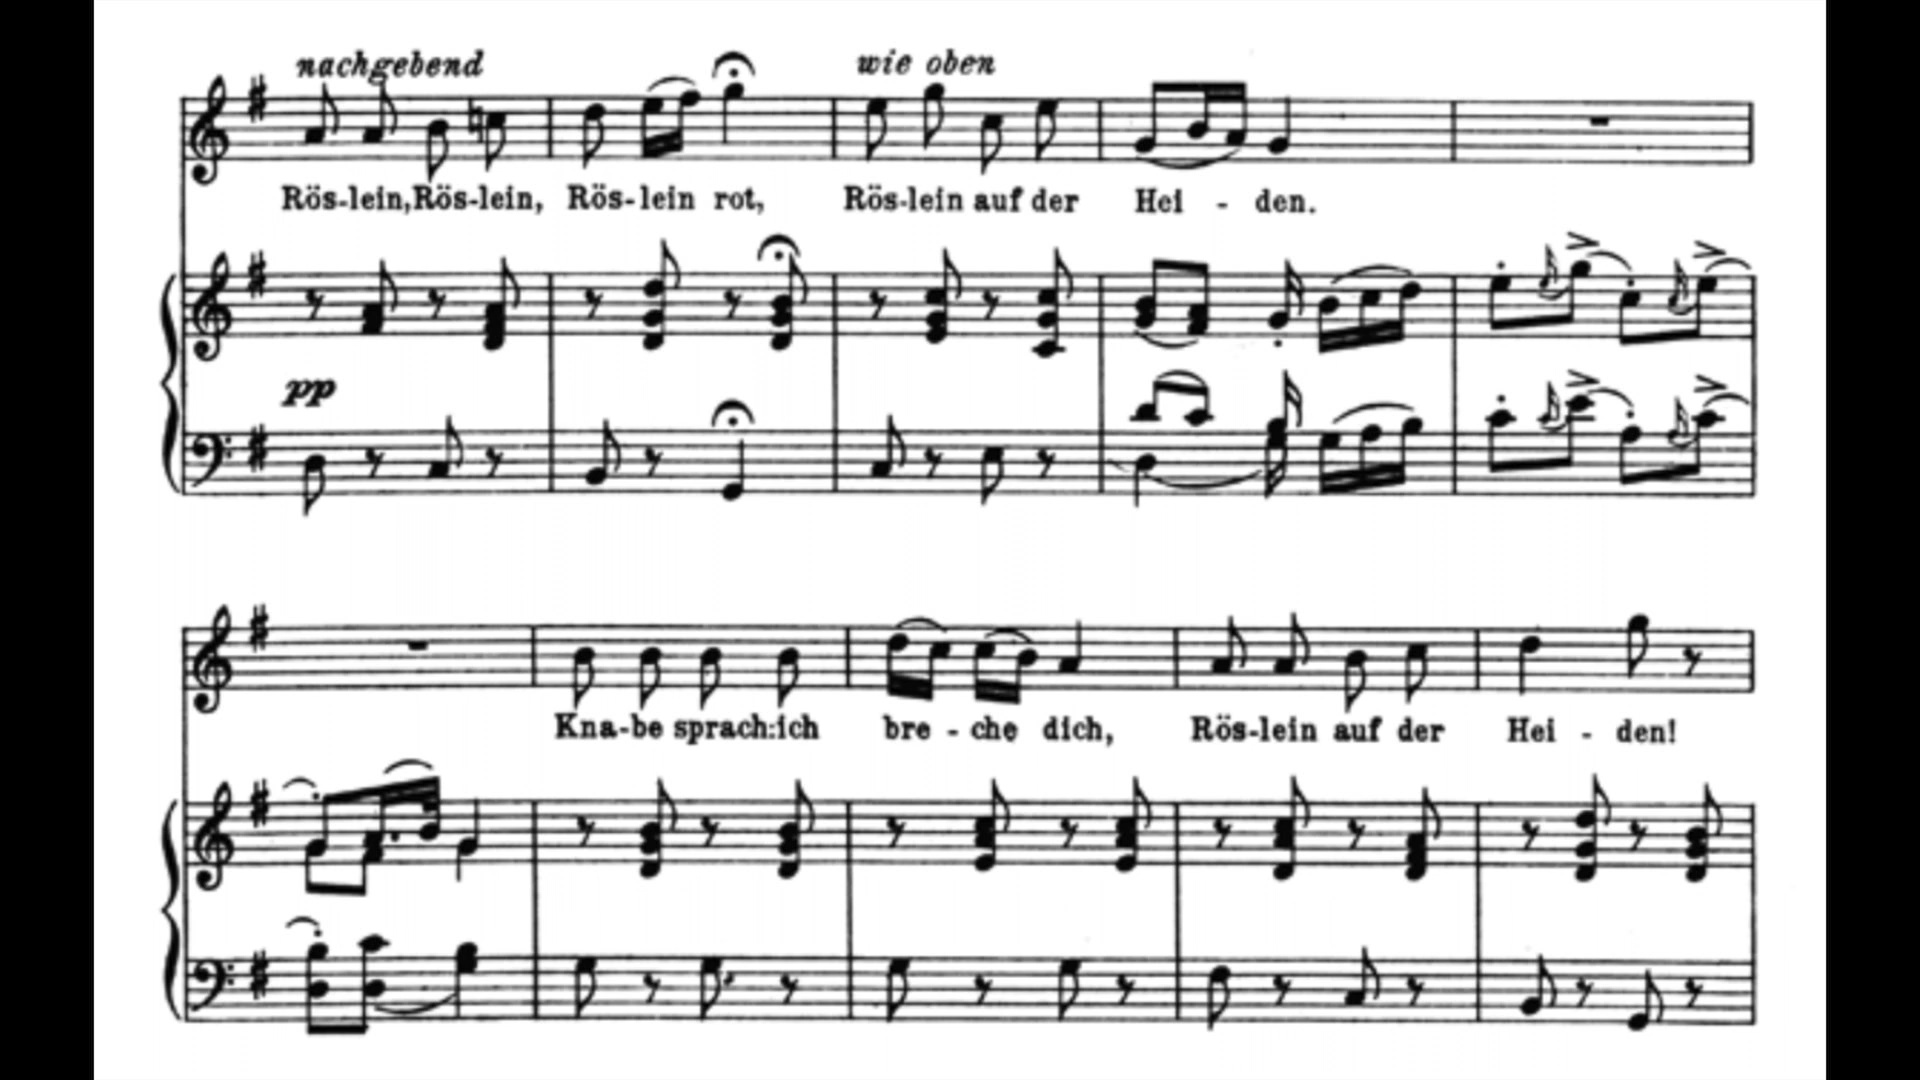 nachgebend wie oben
Rös-lein, Rös-lein, Rös-lein rot, Rös-lein auf der Hei - den.
pp
Kna-be sprach: ich bre - che dich, Rös-lein auf der Hei - den!